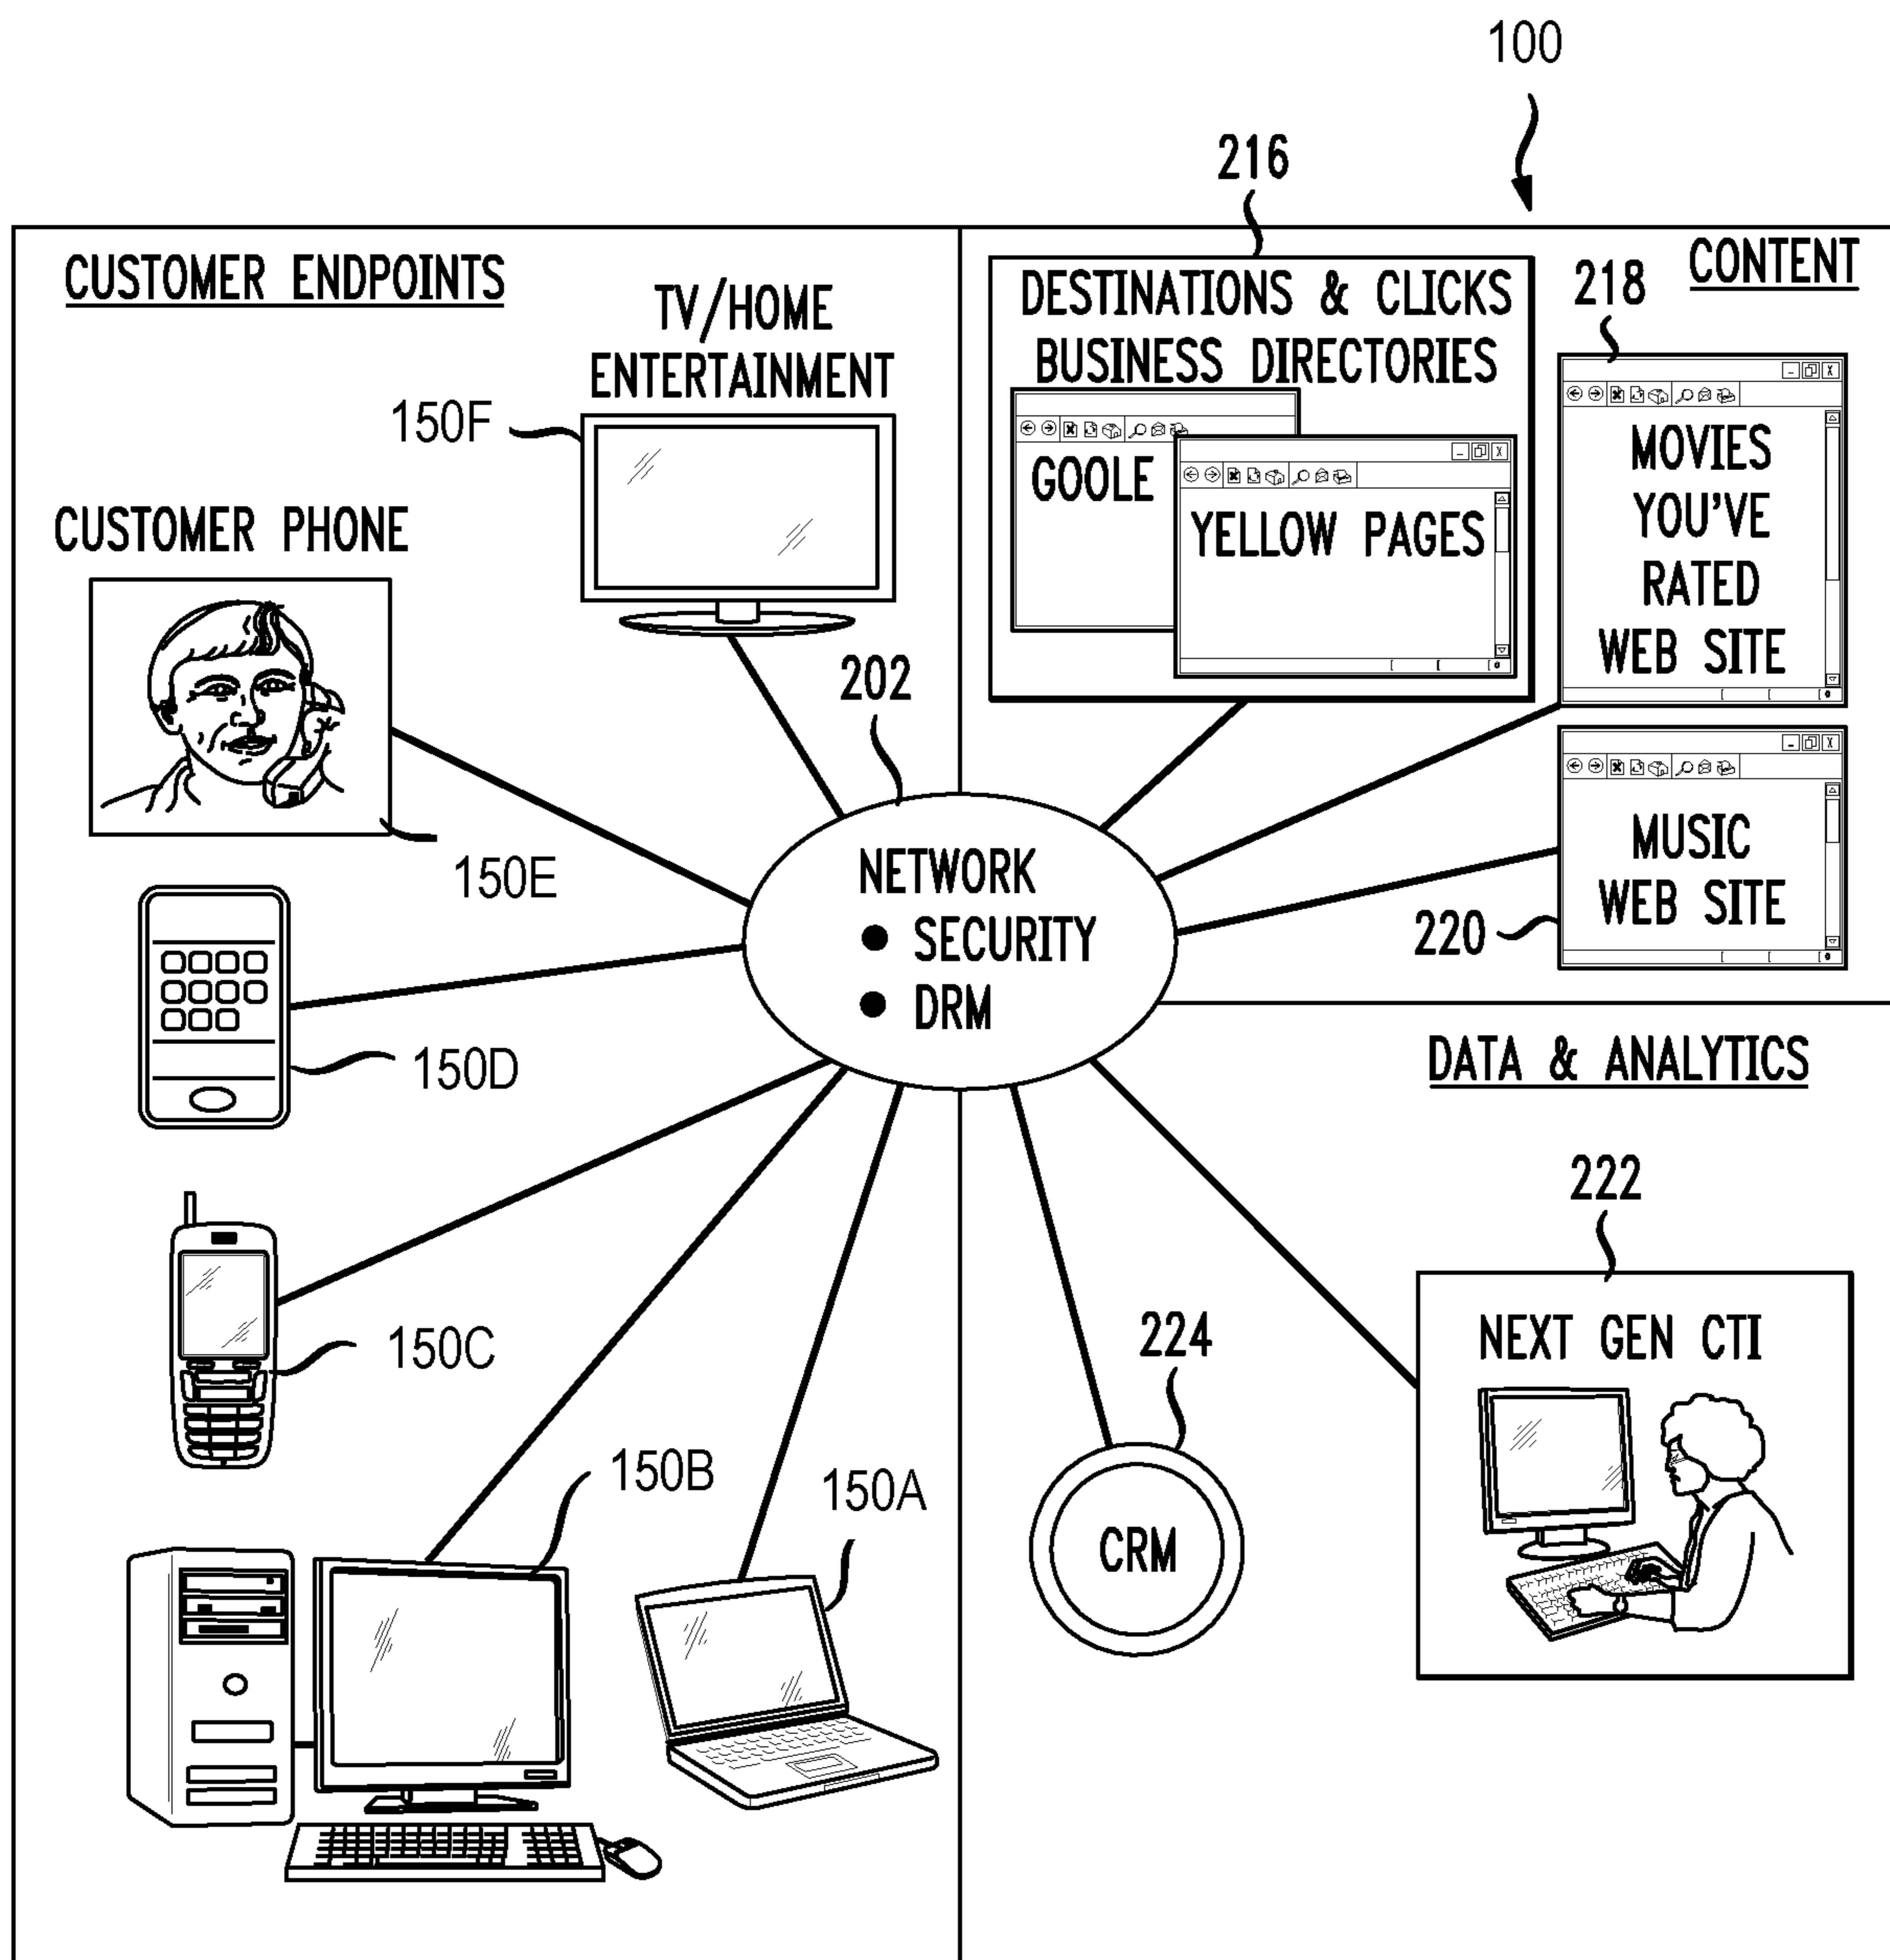 100
216
CUSTOMER ENDPOINTS
TV/HOME
ENTERTAINMENT
150F
CUSTOMER PHONE
150E
150D
150C
150B
150A
202
NETWORK
● SECURITY
● DRM
CONTENT
DESTINATIONS & CLICKS
BUSINESS DIRECTORIES
GOOLE
YELLOW PAGES
218
MOVIES
YOU'VE
RATED
WEB SITE
MUSIC
WEB SITE
220
DATA & ANALYTICS
222
NEXT GEN CTI
224
CRM